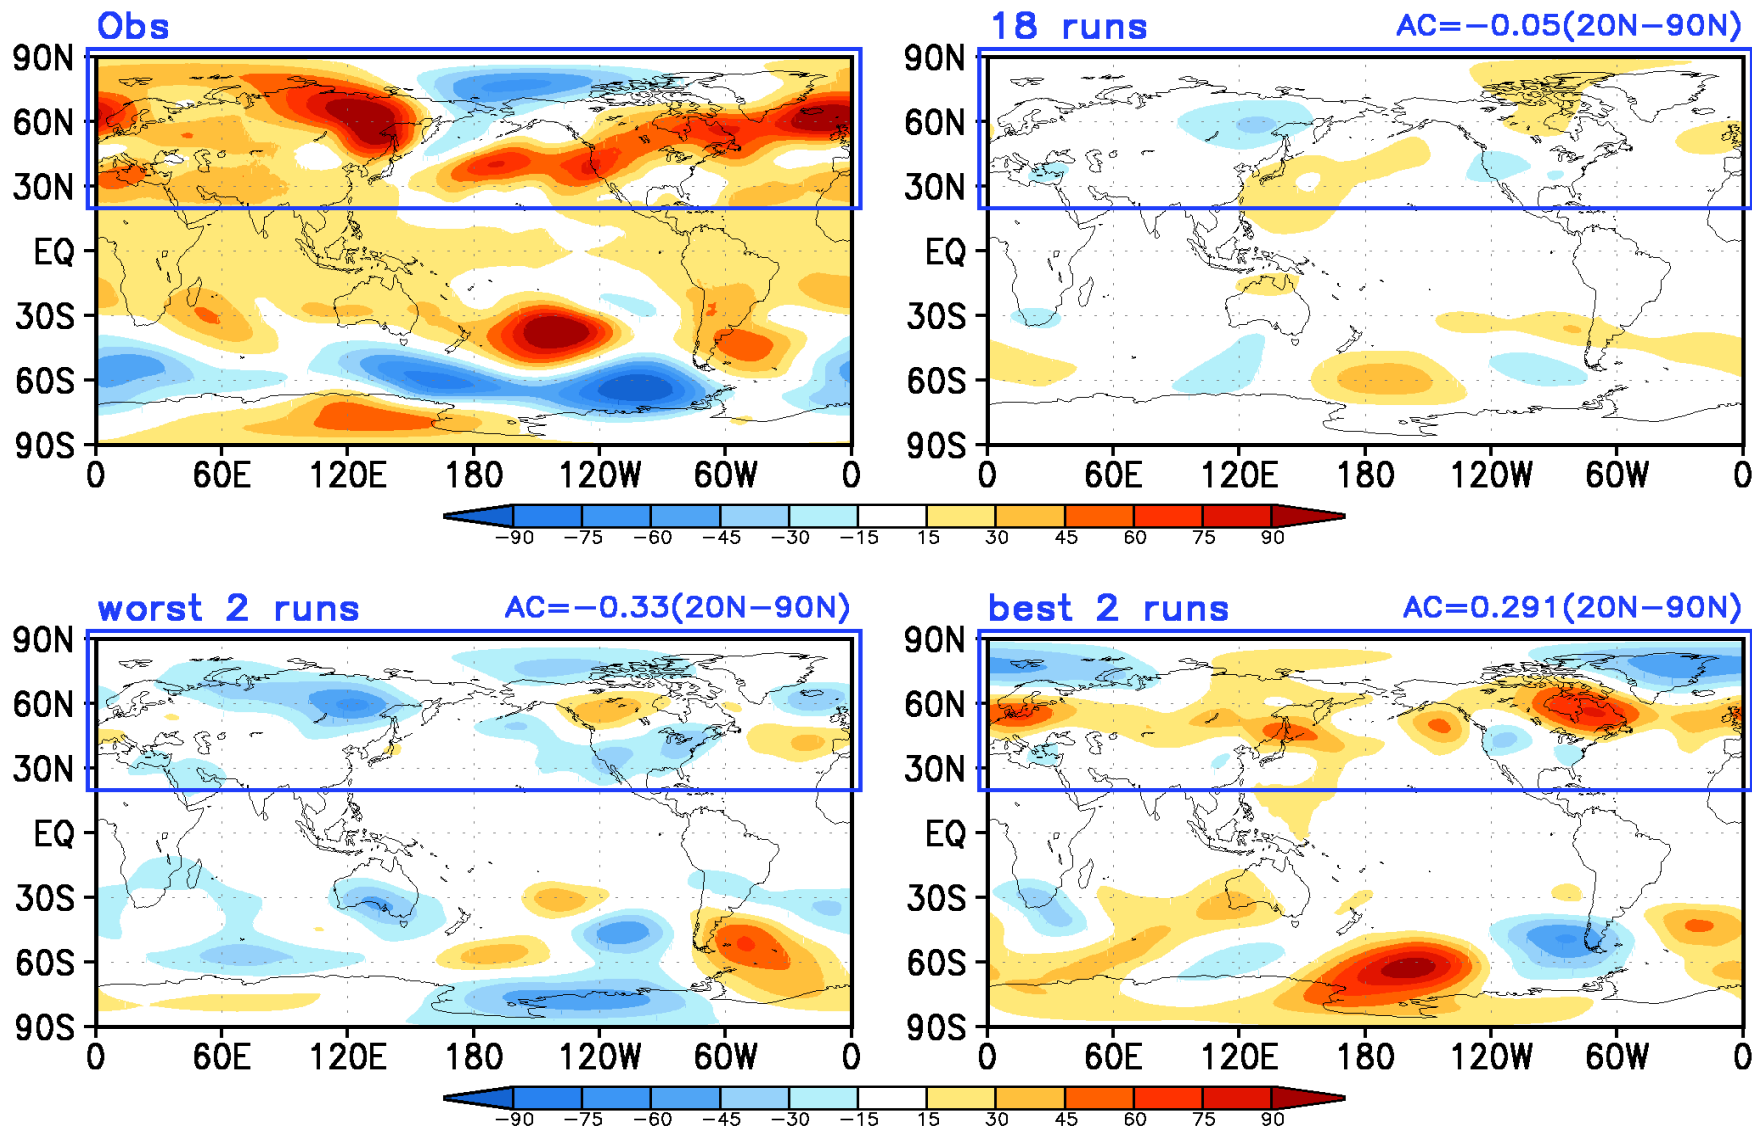 Obs
90N
60N
30N
EQ
30S
60S
90S
0 60E 120E 180 120W 60W 0
18 runs AC=−0.05(20N−90N)
90N
60N
30N
EQ
30S
60S
90S
0 60E 120E 180 120W 60W 0
−90 −75 −60 −45 −30 −15 15 30 45 60 75 90
worst 2 runs AC=−0.33(20N−90N)
90N
60N
30N
EQ
30S
60S
90S
0 60E 120E 180 120W 60W 0
best 2 runs AC=0.291(20N−90N)
90N
60N
30N
EQ
30S
60S
90S
0 60E 120E 180 120W 60W 0
−90 −75 −60 −45 −30 −15 15 30 45 60 75 90